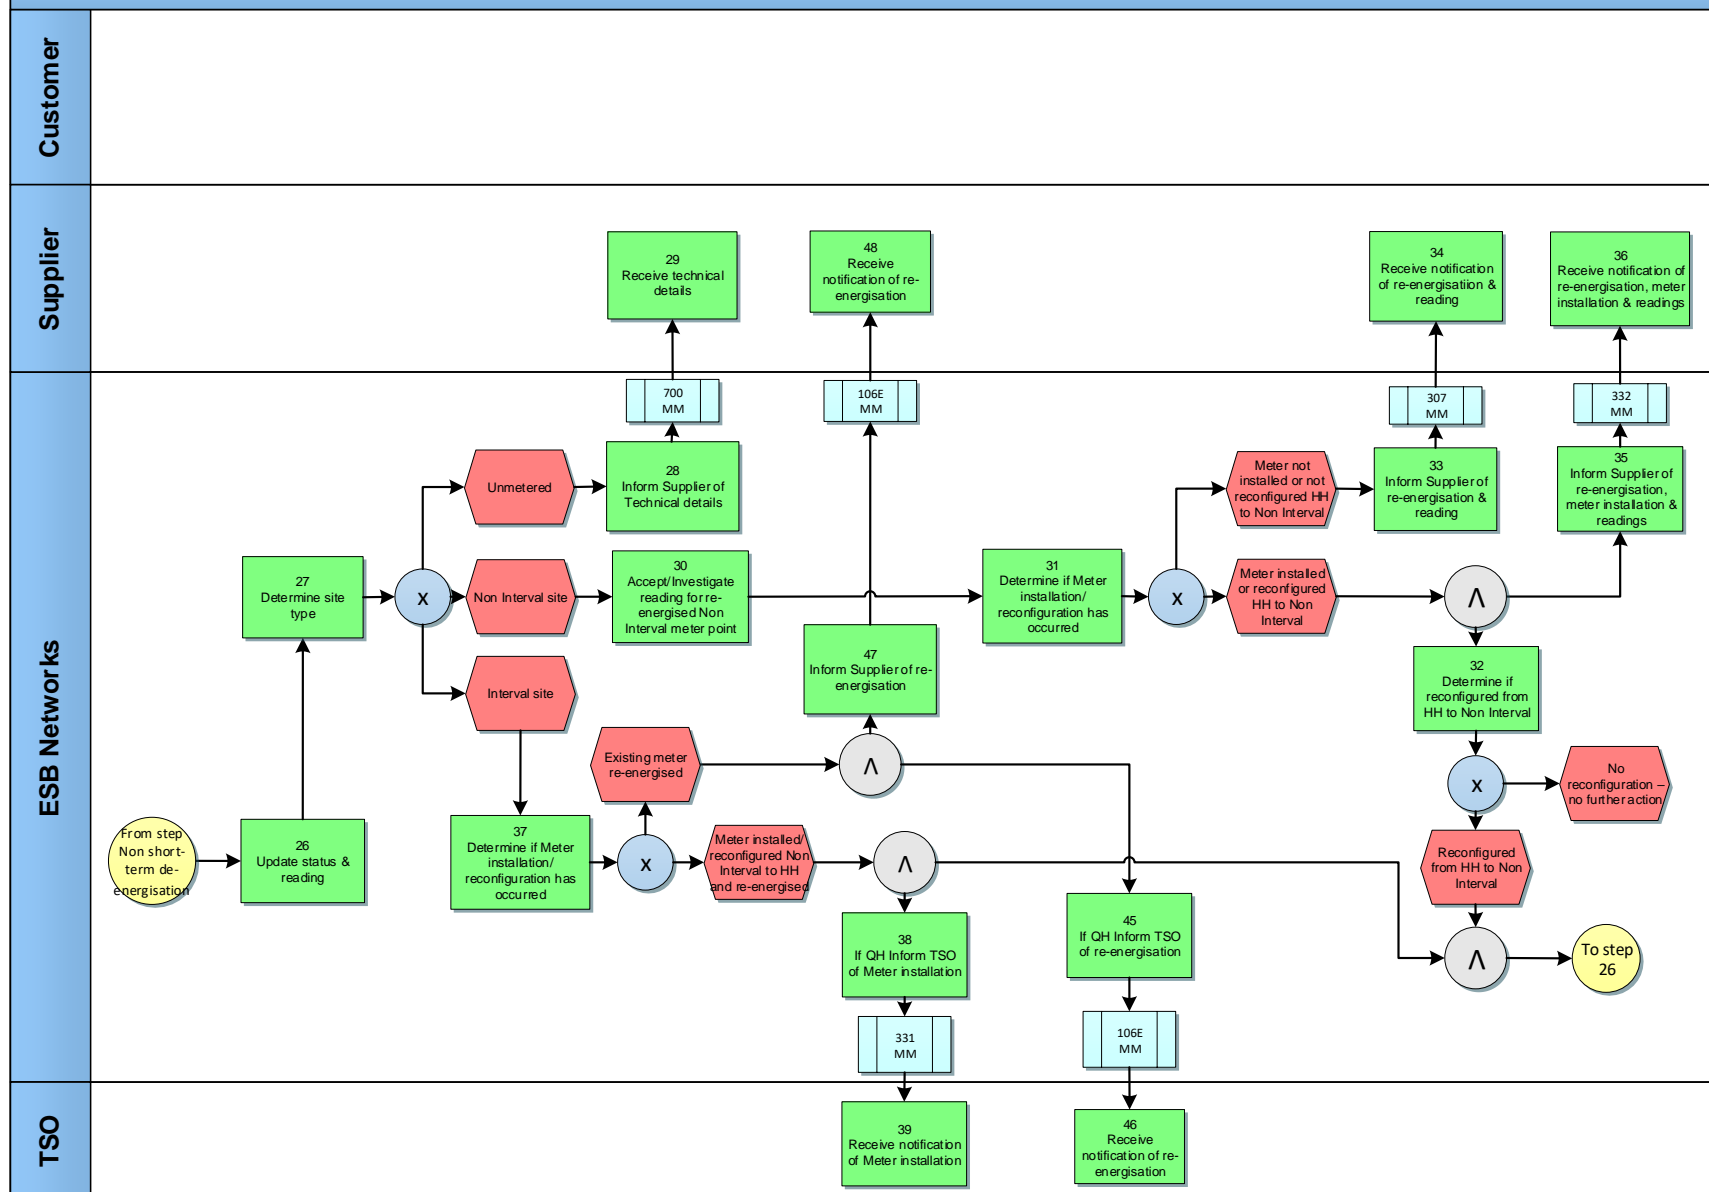 Customer
Supplier
29
Receive technical
details
48
Receive
notification of re-
energisation
34
Receive notification
of re-energisatiion &
reading
36
Receive notification of
re-energisation, meter
installation & readings
ESB Networks
700
MM
106E
MM
307
MM
332
MM
Unmetered
28
Inform Supplier of
Technical details
Meter not
installed or not
reconfigured HH
to Non Interval
33
Inform Supplier of
re-energisation &
reading
35
Inform Supplier of
re-energisation,
meter installation &
readings
27
Determine site
type
x
Non Interval site
30
Accept/Investigate
reading for re-
energised Non
Interval meter point
31
Determine if Meter
installation/
reconfiguration has
occurred
x
Meter installed
or reconfigured
HH to Non
Interval
Λ
Interval site
47
Inform Supplier of re-
energisation
32
Determine if
reconfigured from
HH to Non Interval
Existing meter
re-energised
Λ
x
No
reconfiguration –
no further action
From step
Non short-
term de-
energisation
26
Update status &
reading
37
Determine if Meter
installation/
reconfiguration has
occurred
x
Meter installed/
reconfigured Non
Interval to HH
and re-energised
Λ
Reconfigured
from HH to Non
Interval
38
If QH Inform TSO
of Meter installation
45
If QH Inform TSO
of re-energisation
Λ
To step
26
331
MM
106E
MM
TSO
39
Receive notification
of Meter installation
46
Receive
notification of re-
energisation